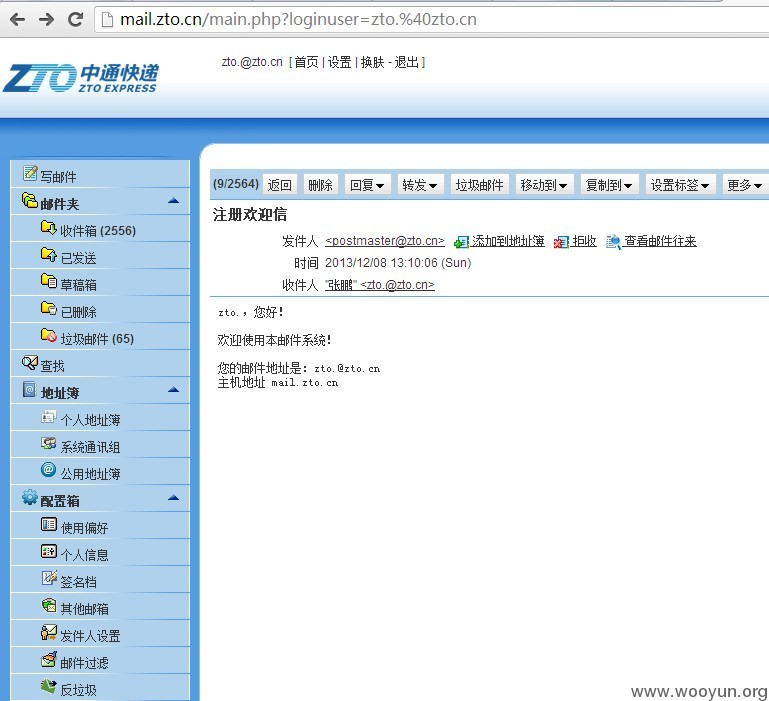 mail.zto.cn/main.php?loginuser=zto.%40zto.cn
ZTO 中通快递
ZTO EXPRESS
zto.@zto.cn [ 首页 | 设置 | 换肤 - 退出 ]
写邮件
邮件夹
收件箱 (2556)
已发送
草稿箱
已删除
垃圾邮件 (65)
查找
地址簿
个人地址簿
系统通讯组
公用地址簿
配置箱
使用偏好
个人信息
签名档
其他邮箱
发件人设置
邮件过滤
反垃圾
(9/2564) 返回 删除 回复 转发 垃圾邮件 移动到 复制到 设置标签 更多
注册欢迎信
发件人 <postmaster@zto.cn> 添加到地址簿 拒收 查看邮件往来
时间 2013/12/08 13:10:06 (Sun)
收件人 "张鹏" <zto.@zto.cn>
zto.，您好！
欢迎使用本邮件系统！
您的邮件地址是：zto.@zto.cn
主机地址 mail.zto.cn
www.wooyun.org